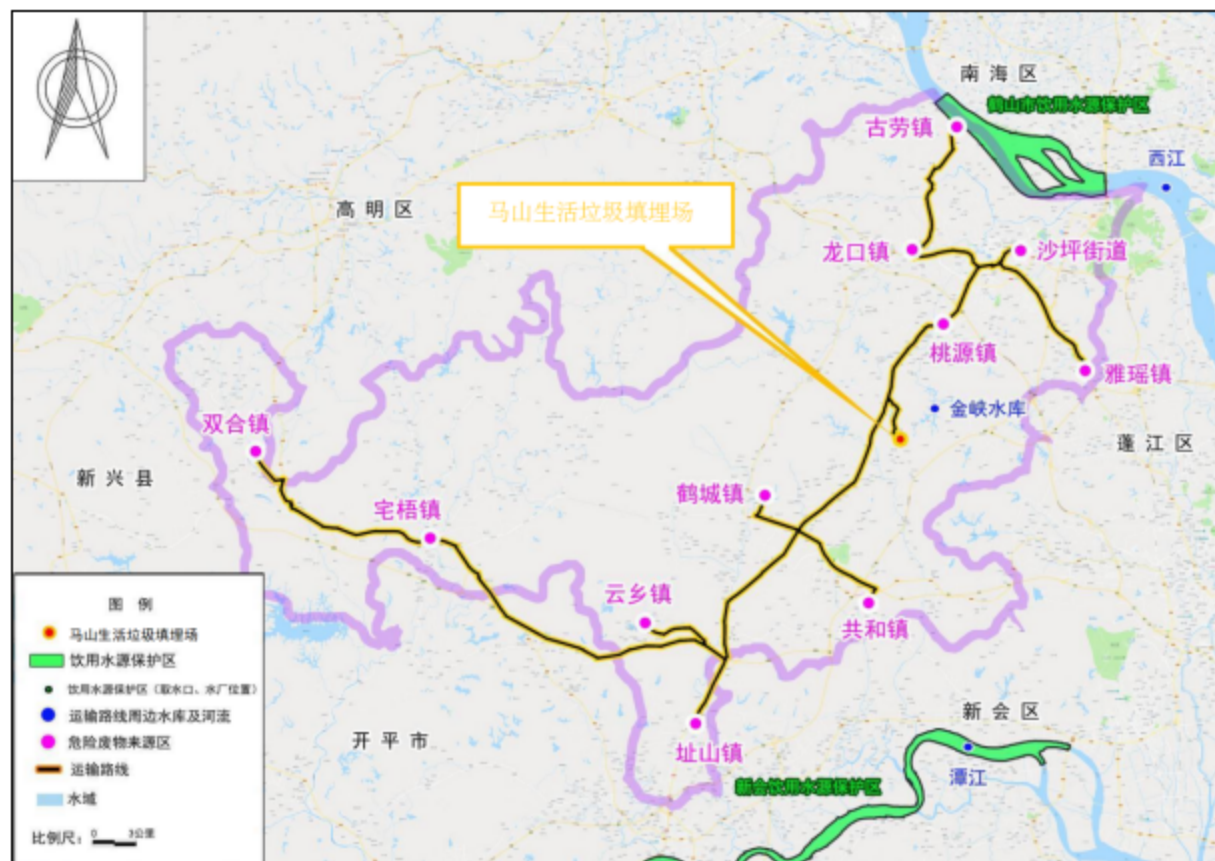 南海区
鹤山市饮用水源保护区
古劳镇
西江
高明区
马山生活垃圾填埋场
龙口镇
沙坪街道
桃源镇
雅瑶镇
金峡水库
双合镇
蓬江区
新兴县
鹤城镇
宅梧镇
云乡镇
共和镇
新会区
开平市
址山镇
新会饮用水源保护区
潭江
图 例
马山生活垃圾填埋场
饮用水源保护区
饮用水源保护区（取水口、水厂位置）
运输路线周边水库及河流
危险废物来源区
运输路线
水域
比例尺： 0 3公里